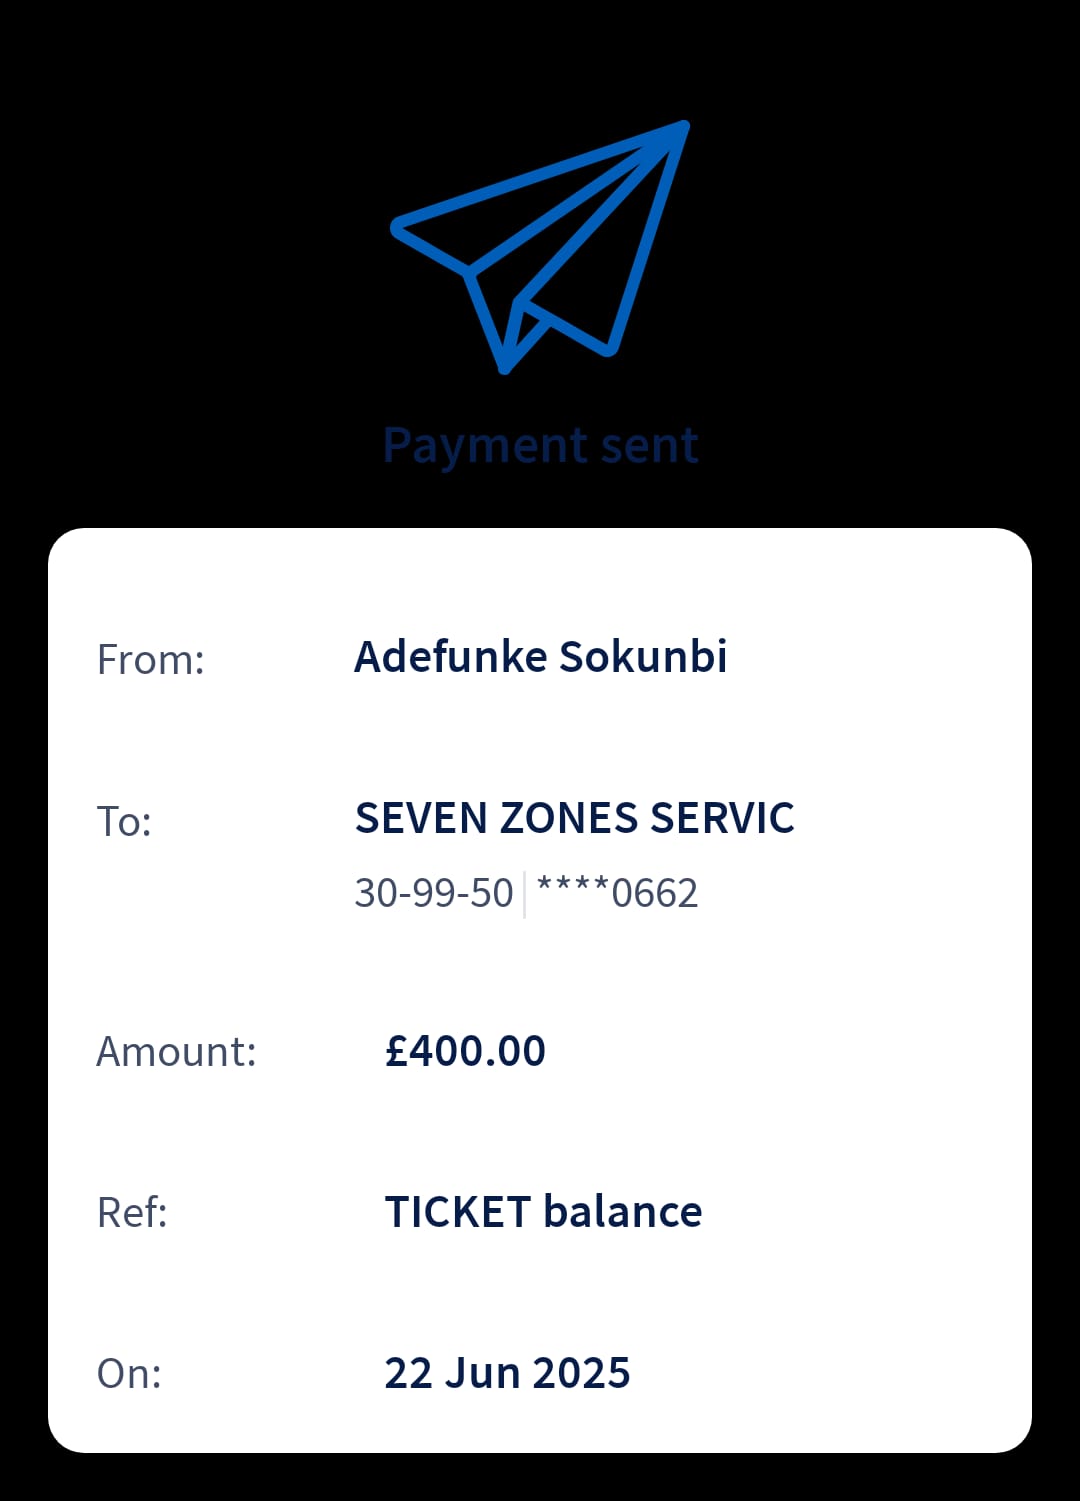 Payment sent
From: Adefunke Sokunbi
To: SEVEN ZONES SERVIC
30-99-50 | ****0662
Amount: £400.00
Ref: TICKET balance
On: 22 Jun 2025